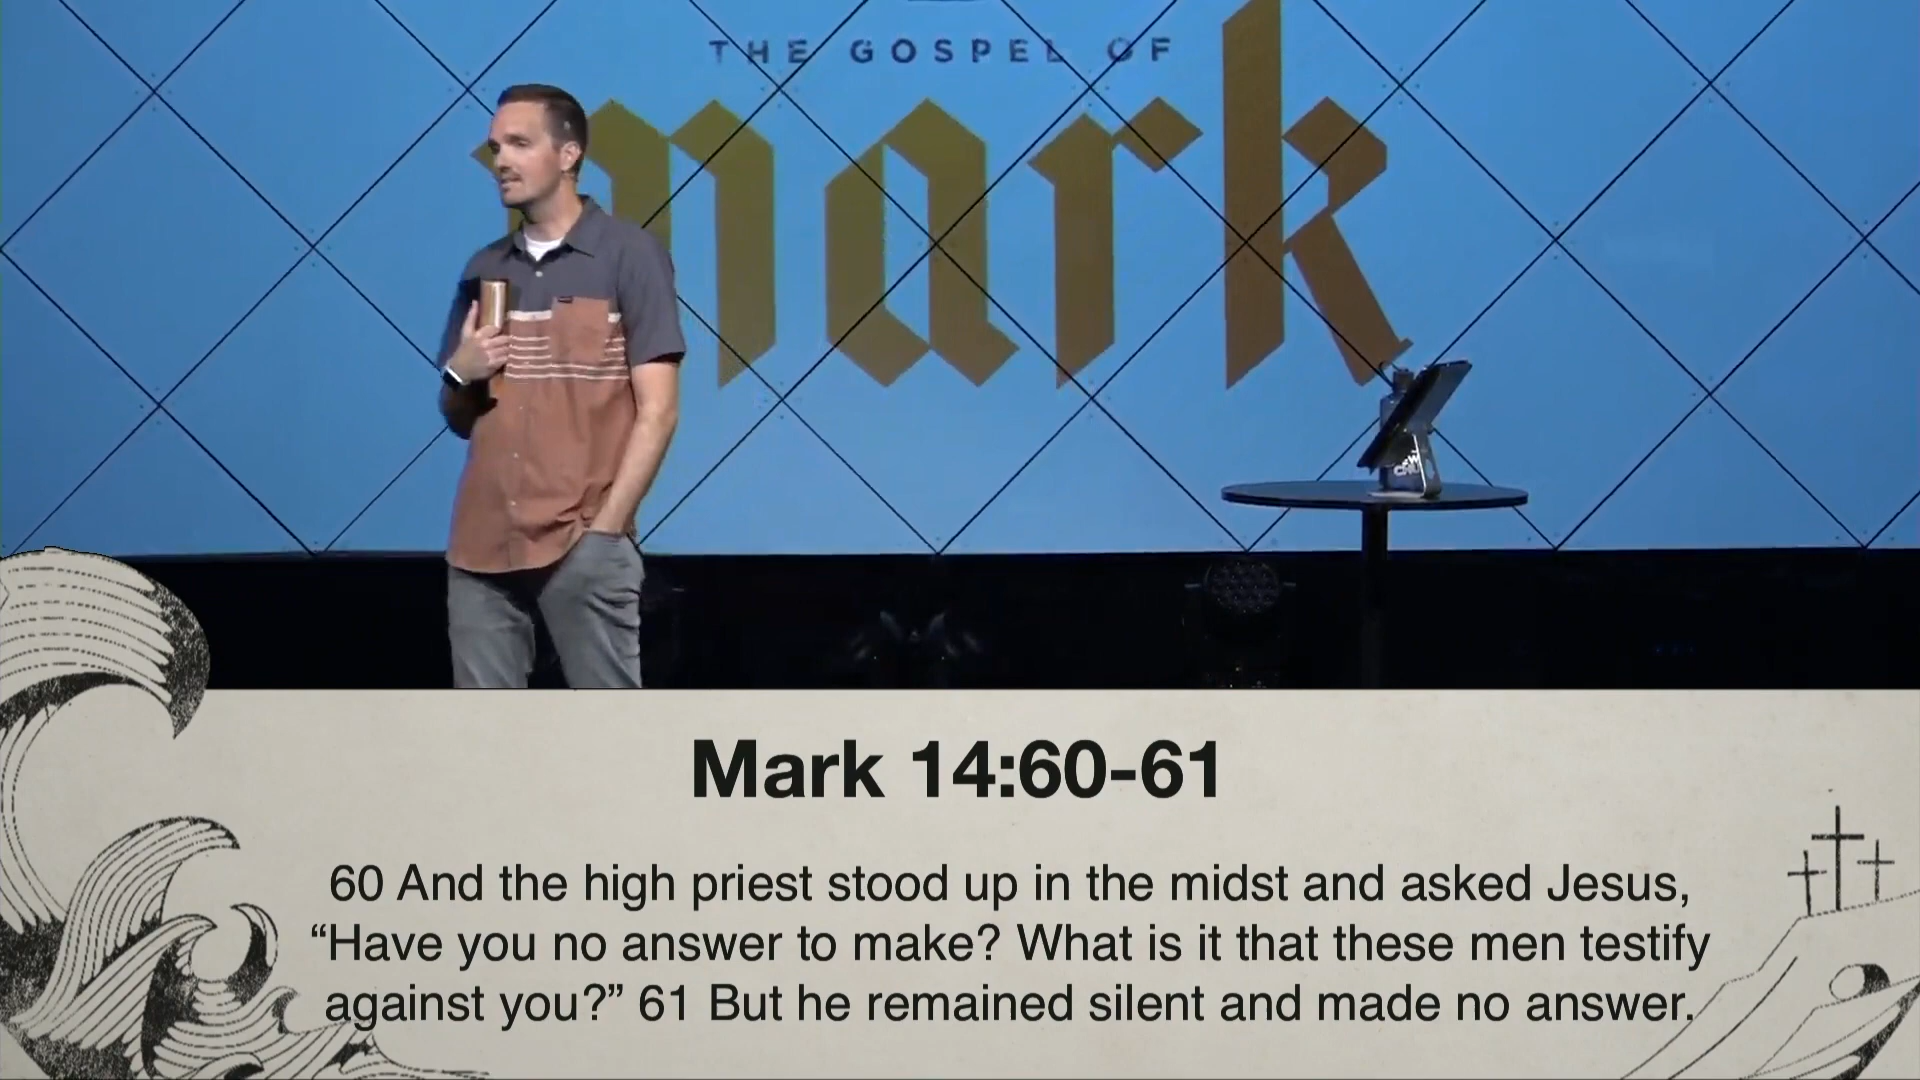 THE GOSPEL OF
mark
Mark 14:60-61
60 And the high priest stood up in the midst and asked Jesus,
“Have you no answer to make? What is it that these men testify
against you?” 61 But he remained silent and made no answer.